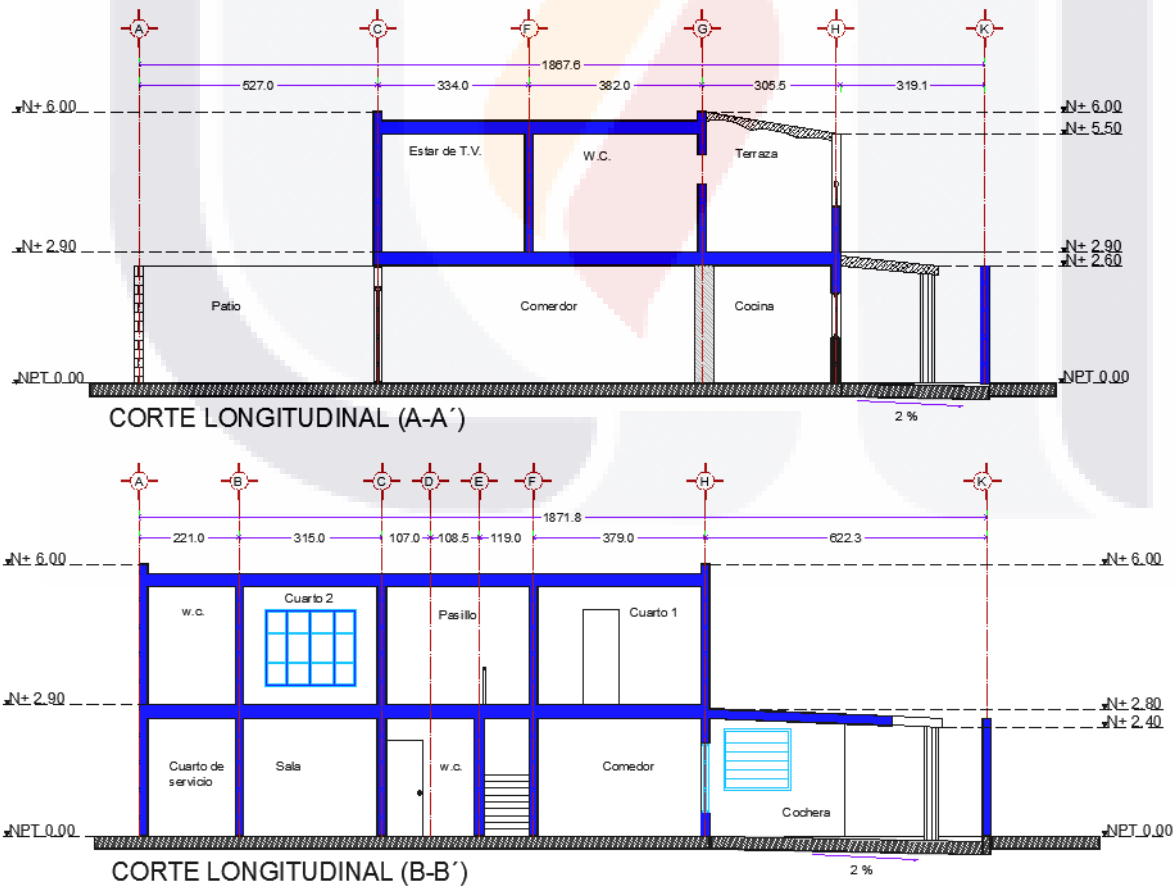 A C F G H K
1867.6
527.0 334.0 382.0 305.5 319.1
N+ 6.00 N+ 6.00
N+ 5.50
Estar de T.V. W.C. Terraza
N+ 2.90 N+ 2.90
N+ 2.60
Patio Comerdor Cocina
NPT 0.00 NPT 0.00
CORTE LONGITUDINAL (A-A´)
2 %
A B C D E F H K
1871.8
221.0 315.0 107.0 108.5 119.0 379.0 622.3
N+ 6.00 N+ 6.00
w.c. Cuarto 2 Pasillo Cuarto 1
N+ 2.90 N+ 2.80
N+ 2.40
Cuarto de
servicio
Sala w.c. Comedor
Cochera
NPT 0.00 NPT 0.00
CORTE LONGITUDINAL (B-B´)
2 %